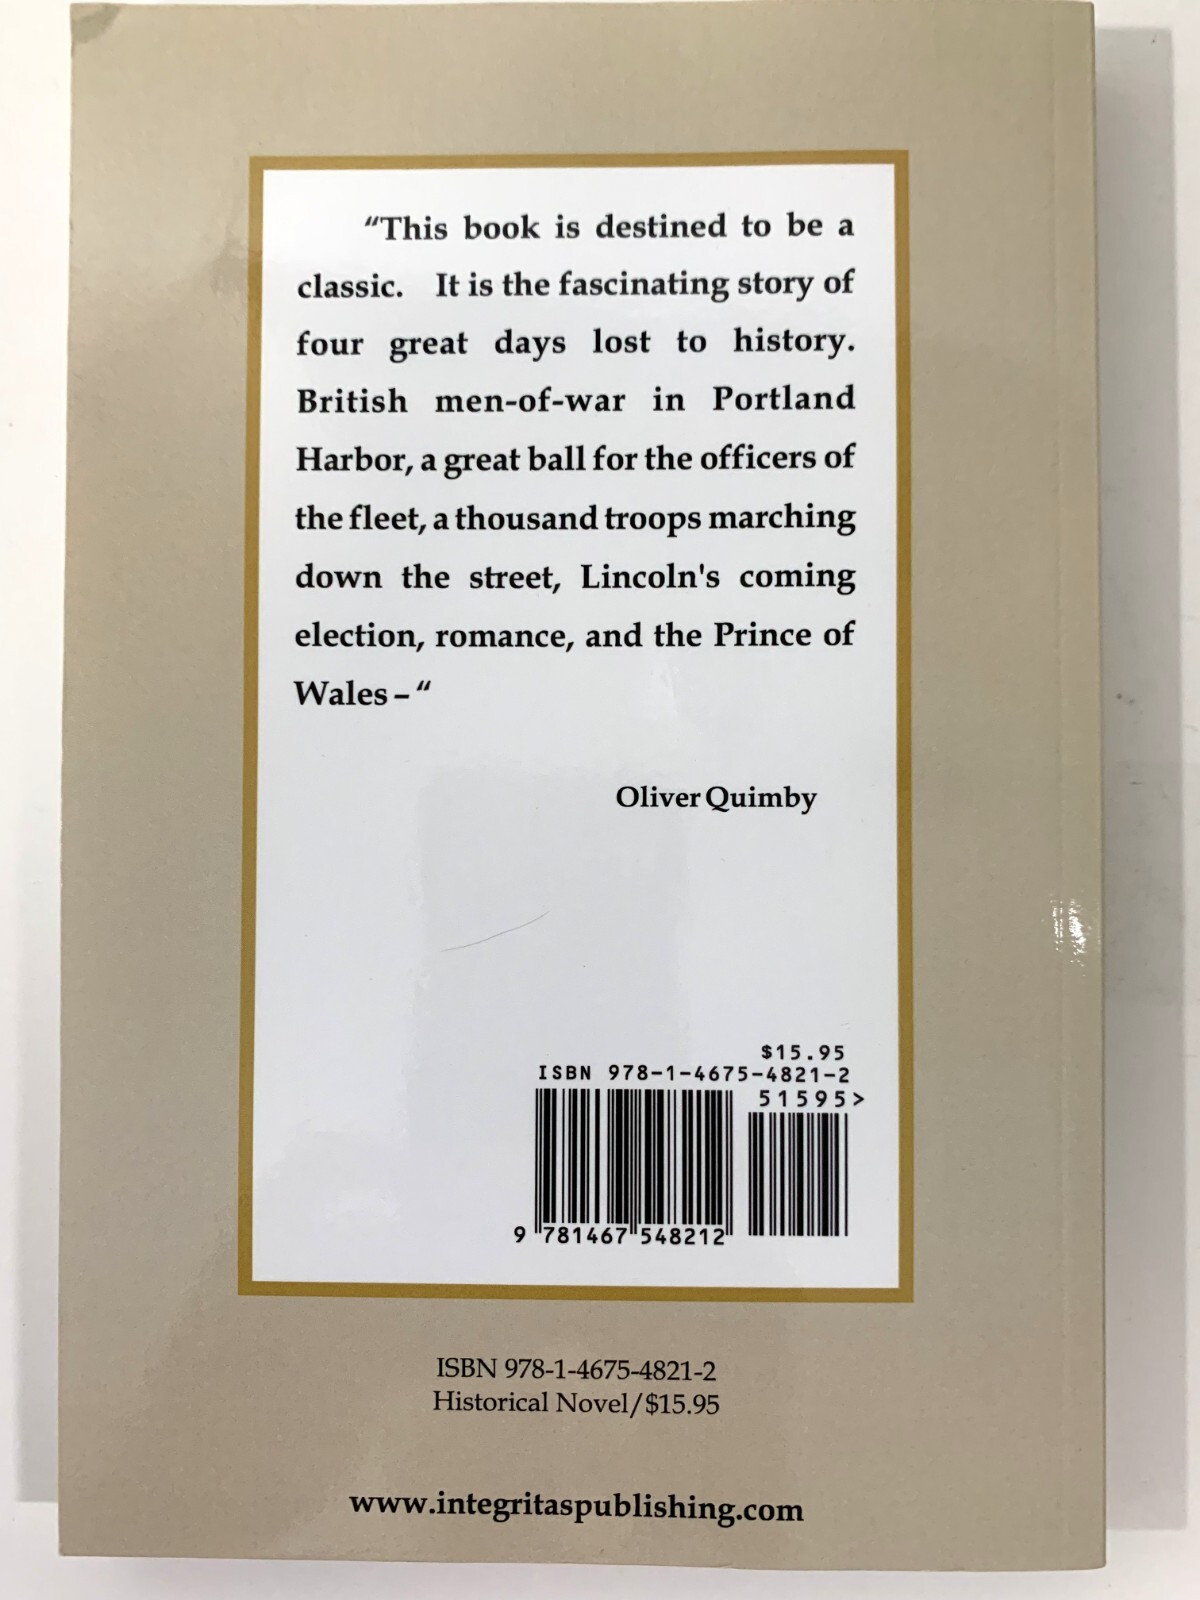 “This book is destined to be a
classic. It is the fascinating story of
four great days lost to history.
British men-of-war in Portland
Harbor, a great ball for the officers of
the fleet, a thousand troops marching
down the street, Lincoln's coming
election, romance, and the Prince of
Wales – “
Oliver Quimby
$15.95
ISBN 978-1-4675-4821-2
51595>
9 781467 548212
ISBN 978-1-4675-4821-2
Historical Novel/$15.95
www.integritaspublishing.com